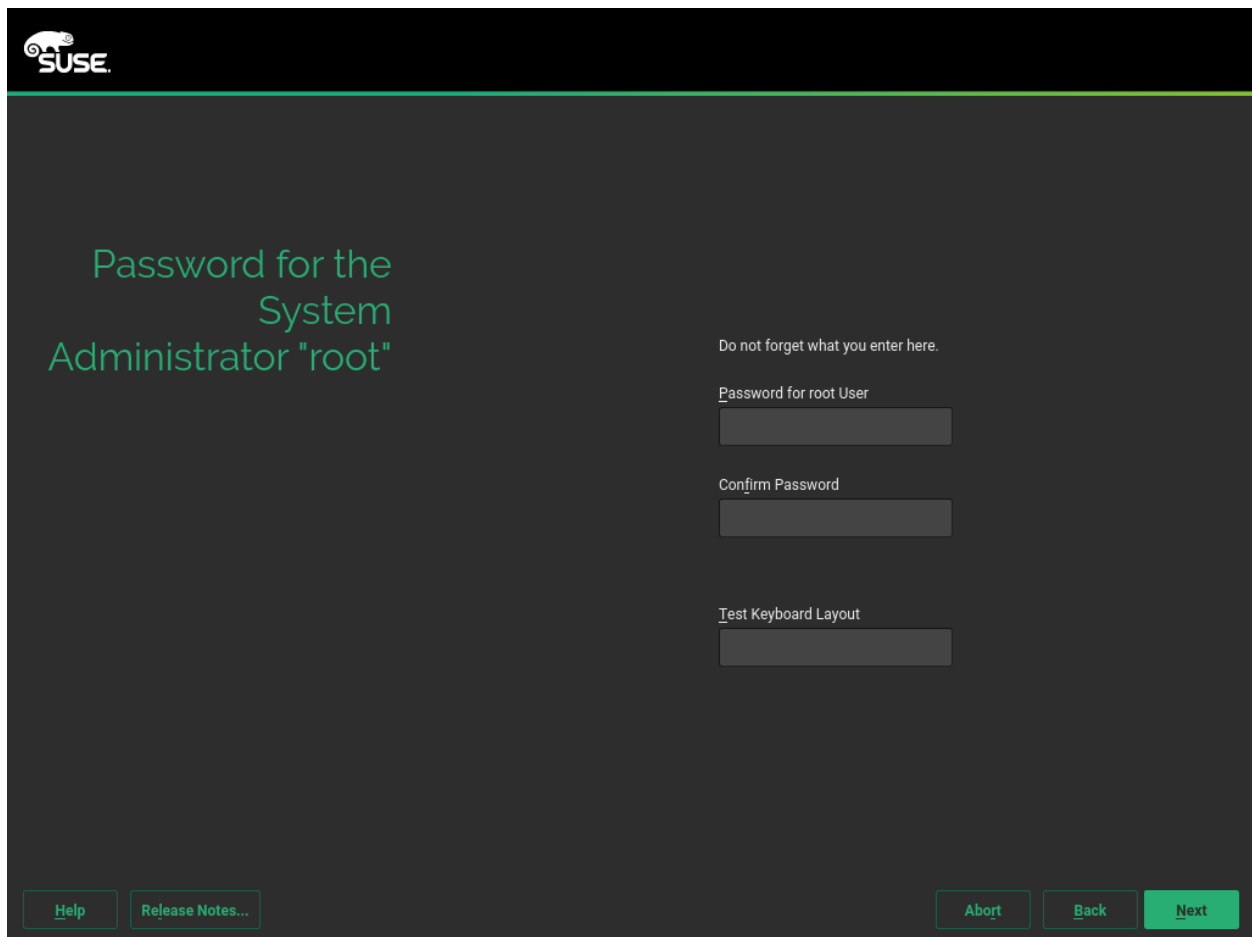 SUSE.
Password for the
System
Administrator "root"
Do not forget what you enter here.
Password for root User
Confirm Password
Test Keyboard Layout
Help
Release Notes...
Abort
Back
Next